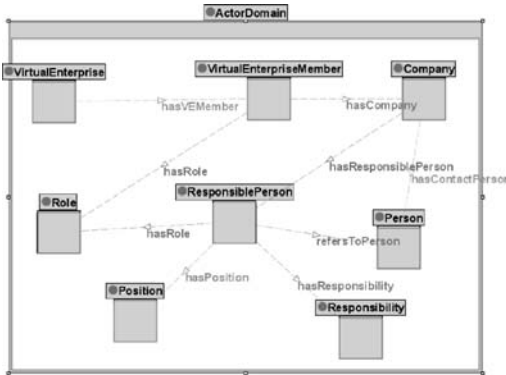 ActorDomain
VirtualEnterprise
VirtualEnterpriseMember
Company
hasVEMember
hasCompany
hasRole
hasResponsiblePerson
hasContactPerson
Role
ResponsiblePerson
Person
hasRole
refersToPerson
hasPosition
hasResponsibility
Position
Responsibility